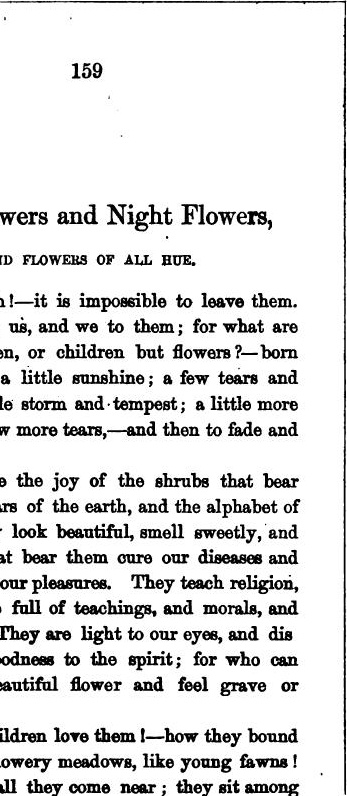 159
wers and Night Flowers,
ND FLOWERS OF ALL HUE.
!—it is impossible to leave them.
us, and we to them; for what are
en, or children but flowers?—born
a little sunshine; a few tears and
le storm and tempest; a little more
w more tears,—and then to fade and
e the joy of the shrubs that bear
rs of the earth, and the alphabet of
look beautiful, smell sweetly, and
at bear them cure our diseases and
our pleasures. They teach religion,
full of teachings, and morals, and
They are light to our eyes, and dis
odness to the spirit; for who can
eautiful flower and feel grave or
ildren love them!—how they bound
lowery meadows, like young fawns!
all they come near; they sit among